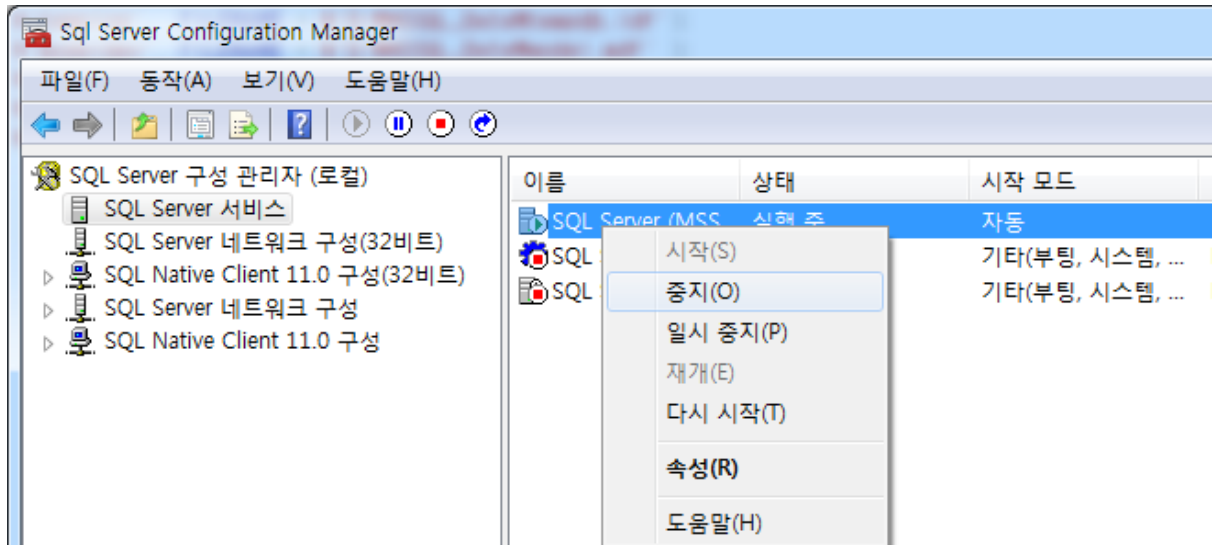 Sql Server Configuration Manager
파일(F) 동작(A) 보기(V) 도움말(H)
SQL Server 구성 관리자 (로컬)
SQL Server 서비스
SQL Server 네트워크 구성(32비트)
SQL Native Client 11.0 구성(32비트)
SQL Server 네트워크 구성
SQL Native Client 11.0 구성
이름 상태 시작 모드
SQL Server (MSS 실행 중 자동
SQL 기타(부팅, 시스템, ...
SQL 기타(부팅, 시스템, ...
시작(S)
중지(O)
일시 중지(P)
재개(E)
다시 시작(T)
속성(R)
도움말(H)